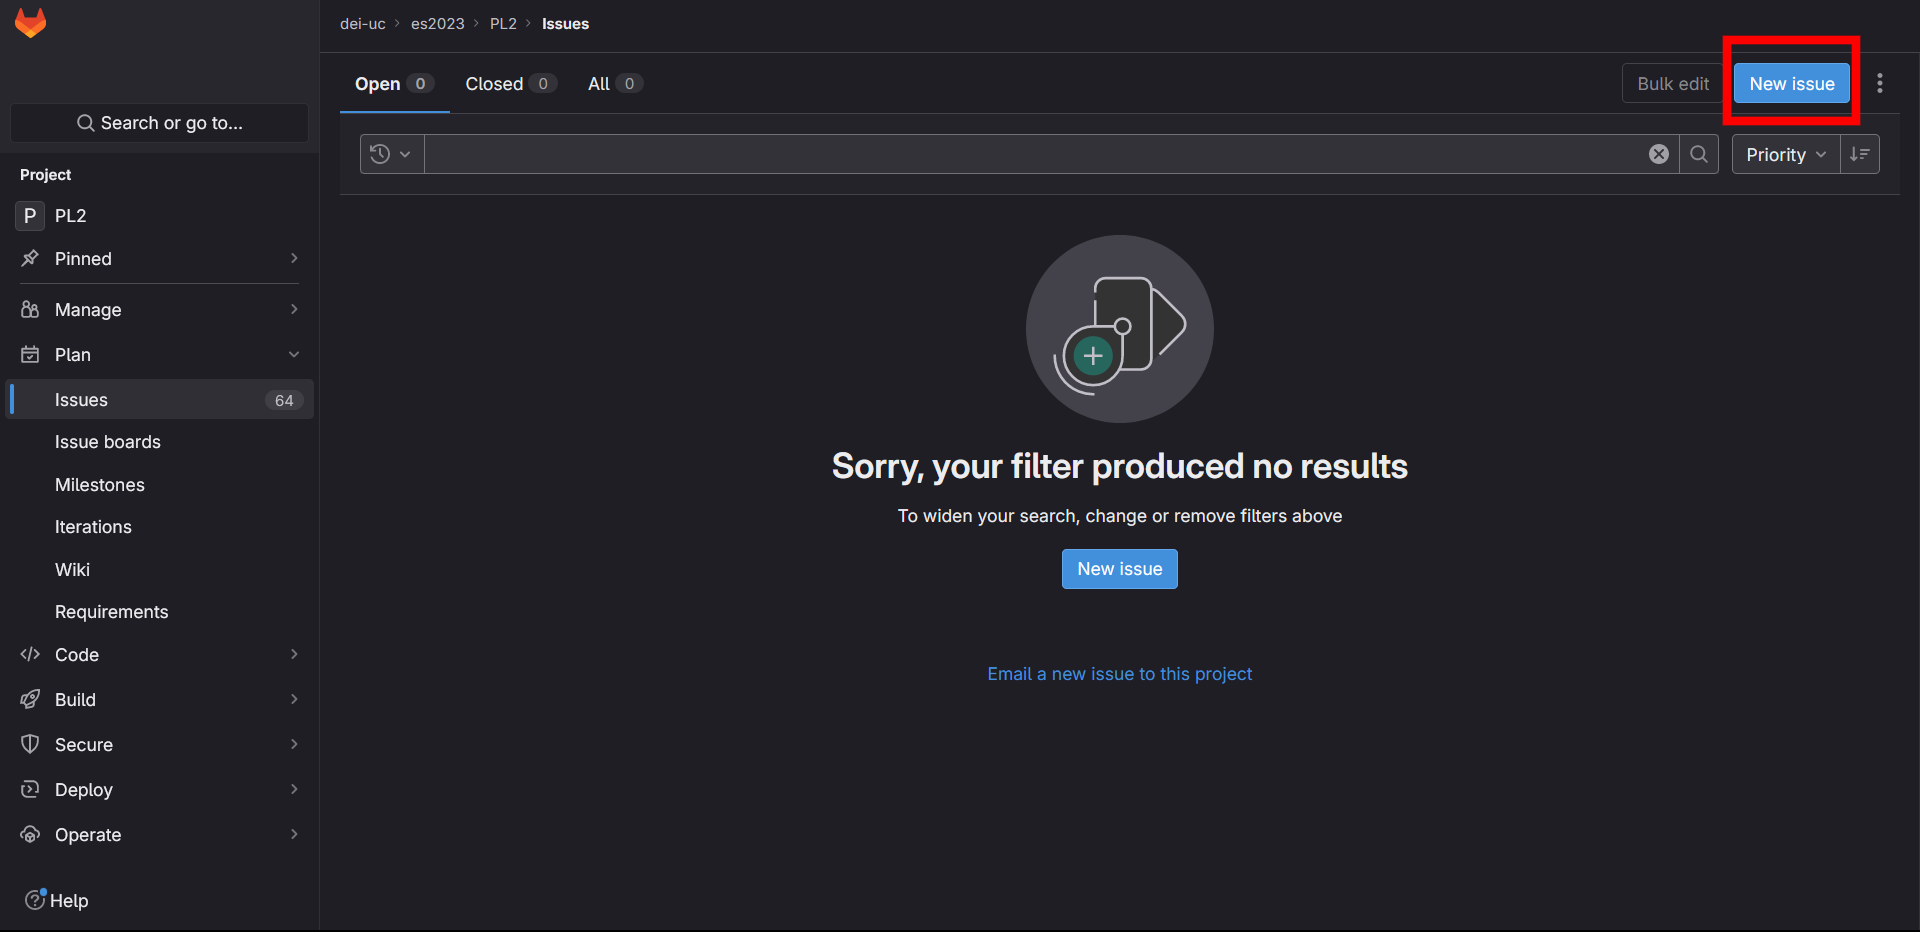 dei-uc > es2023 > PL2 > Issues
Open 0 Closed 0 All 0 Bulk edit New issue
Search or go to...
Priority
Project
P PL2
Pinned
Manage
Plan
Issues 64
Issue boards
Milestones
Iterations
Wiki
Requirements
Code
Build
Secure
Deploy
Operate
Help
Sorry, your filter produced no results
To widen your search, change or remove filters above
New issue
Email a new issue to this project